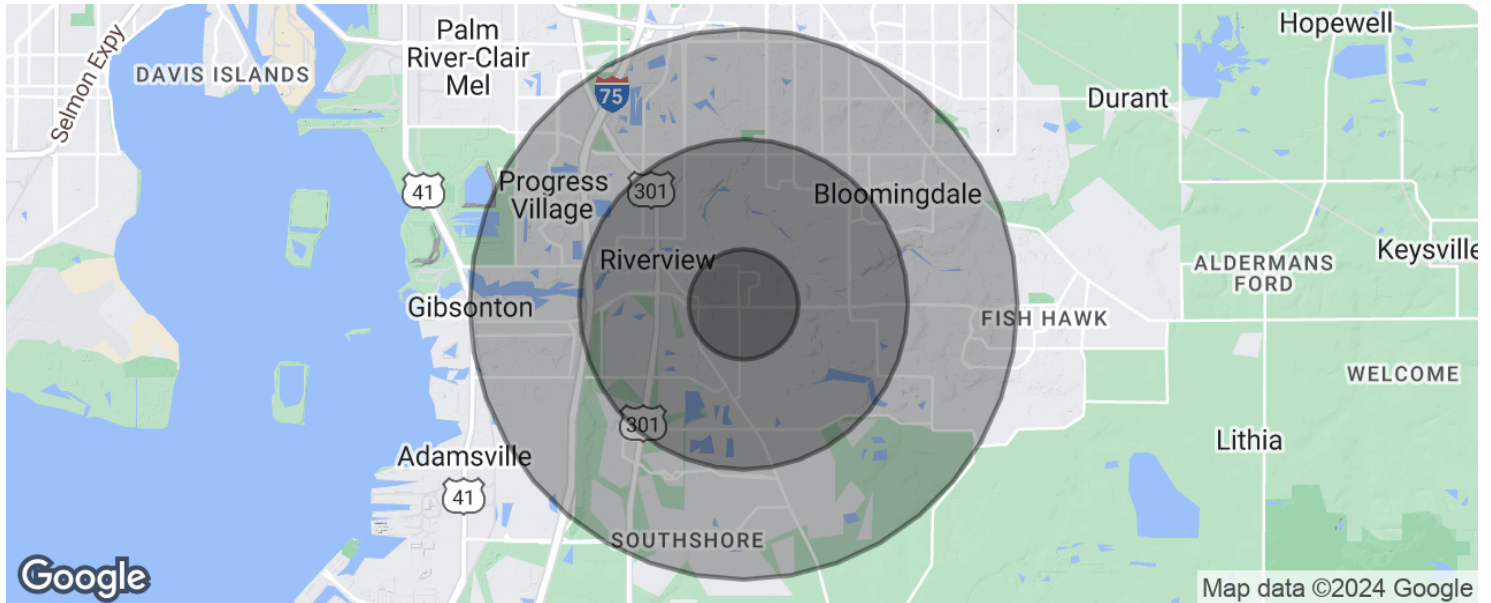 Hopewell
Palm
River-Clair
Mel
Selmon Expy
DAVIS ISLANDS
75
Durant
41
Progress
Village
301
Bloomingdale
Keysville
Riverview
ALDERMANS
FORD
Gibsonton
FISH HAWK
WELCOME
301
Lithia
Adamsville
41
SOUTHSHORE
Google
Map data ©2024 Google